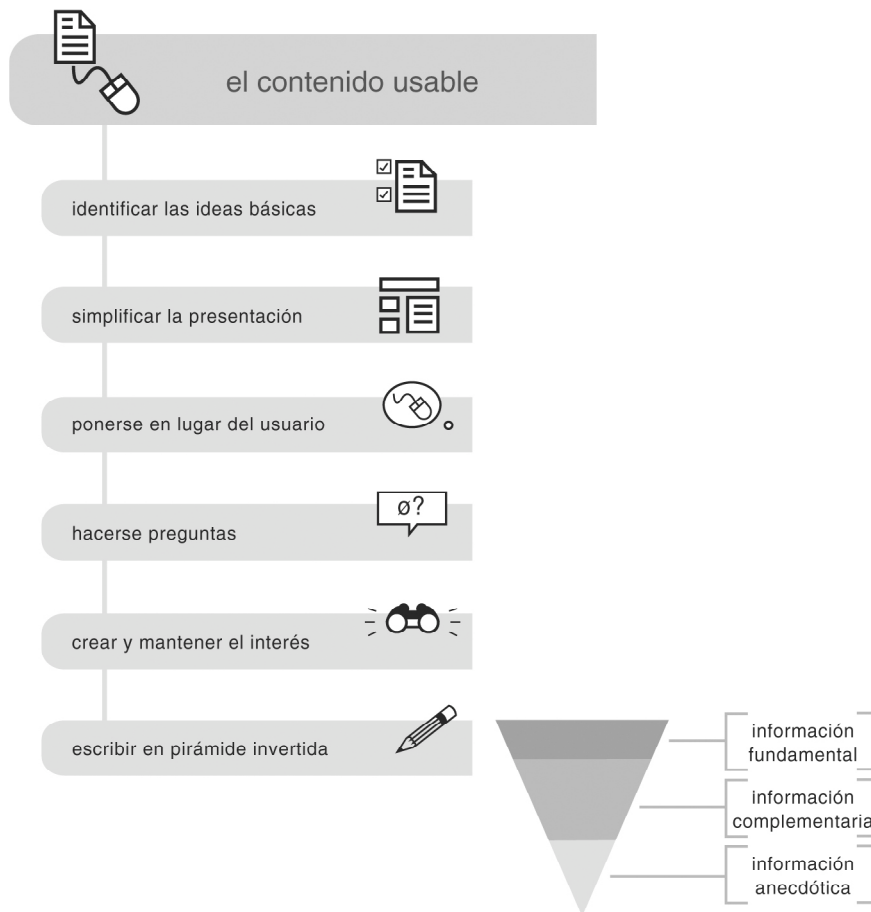 el contenido usable
identificar las ideas básicas
simplificar la presentación
ponerse en lugar del usuario
ø?
hacerse preguntas
crear y mantener el interés
escribir en pirámide invertida
información
fundamental
información
complementaria
información
anecdótica